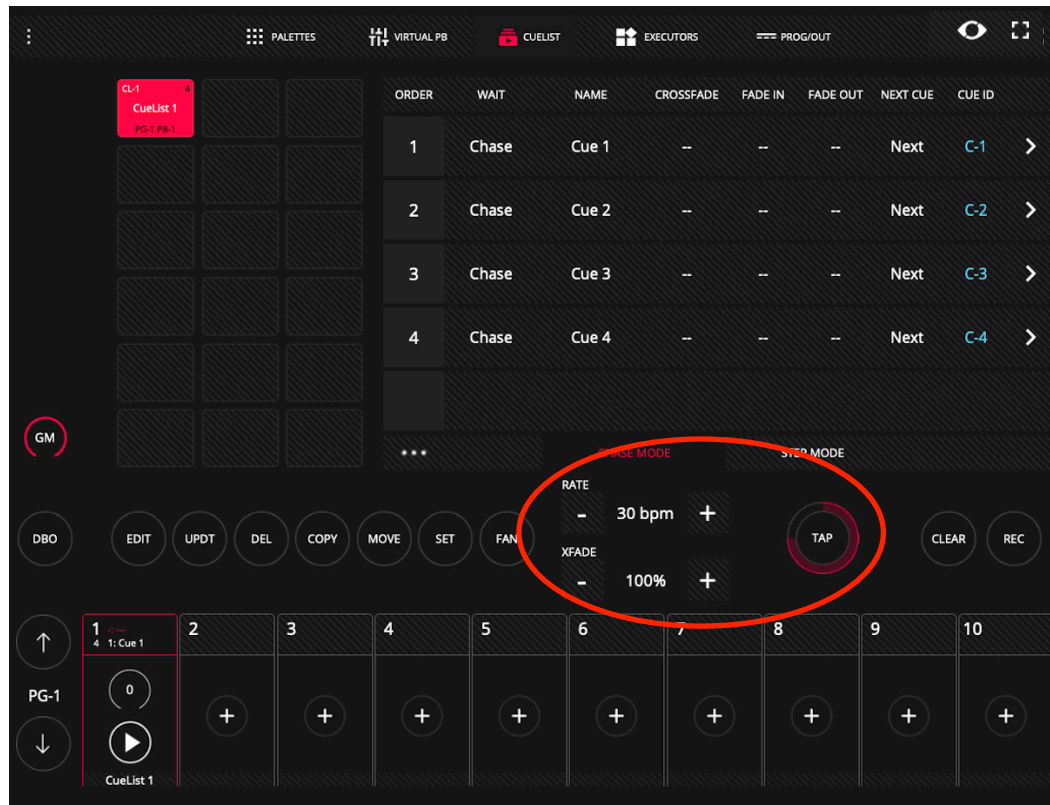 PALETTES VIRTUAL PB CUELIST EXECUTORS PROG/OUT
CL-1 4
CueList 1
PG-1 PB-1
ORDER WAIT NAME CROSSFADE FADE IN FADE OUT NEXT CUE CUE ID
1 Chase Cue 1 -- -- -- Next C-1
2 Chase Cue 2 -- -- -- Next C-2
3 Chase Cue 3 -- -- -- Next C-3
4 Chase Cue 4 -- -- -- Next C-4
GM
CHASE MODE STEP MODE
RATE
- 30 bpm +
DBO EDIT UPDT DEL COPY MOVE SET FAN TAP CLEAR REC
XFADE
- 100% +
1 <-- 2 3 4 5 6 7 8 9 10
4 1: Cue 1
PG-1
0
+ + + + + + + + +
CueList 1